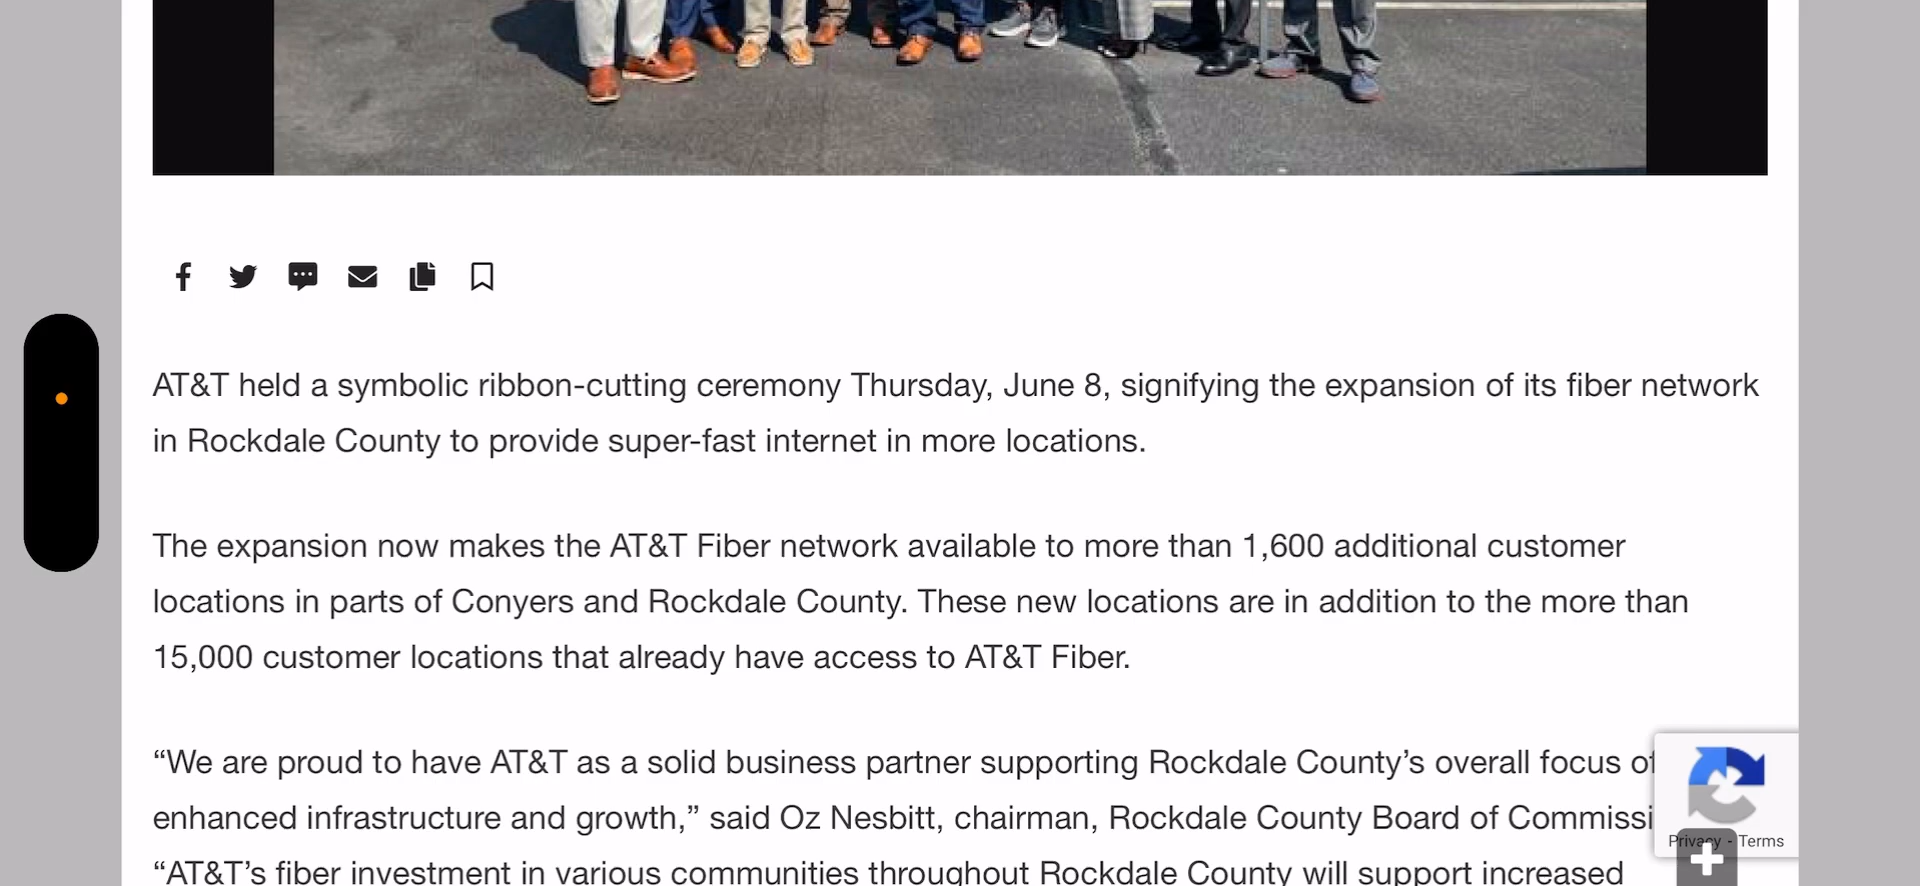 AT&T held a symbolic ribbon-cutting ceremony Thursday, June 8, signifying the expansion of its fiber network
in Rockdale County to provide super-fast internet in more locations.
The expansion now makes the AT&T Fiber network available to more than 1,600 additional customer
locations in parts of Conyers and Rockdale County. These new locations are in addition to the more than
15,000 customer locations that already have access to AT&T Fiber.
“We are proud to have AT&T as a solid business partner supporting Rockdale County’s overall focus of
enhanced infrastructure and growth,” said Oz Nesbitt, chairman, Rockdale County Board of Commissi
“AT&T’s fiber investment in various communities throughout Rockdale County will support increased
Privacy - Terms